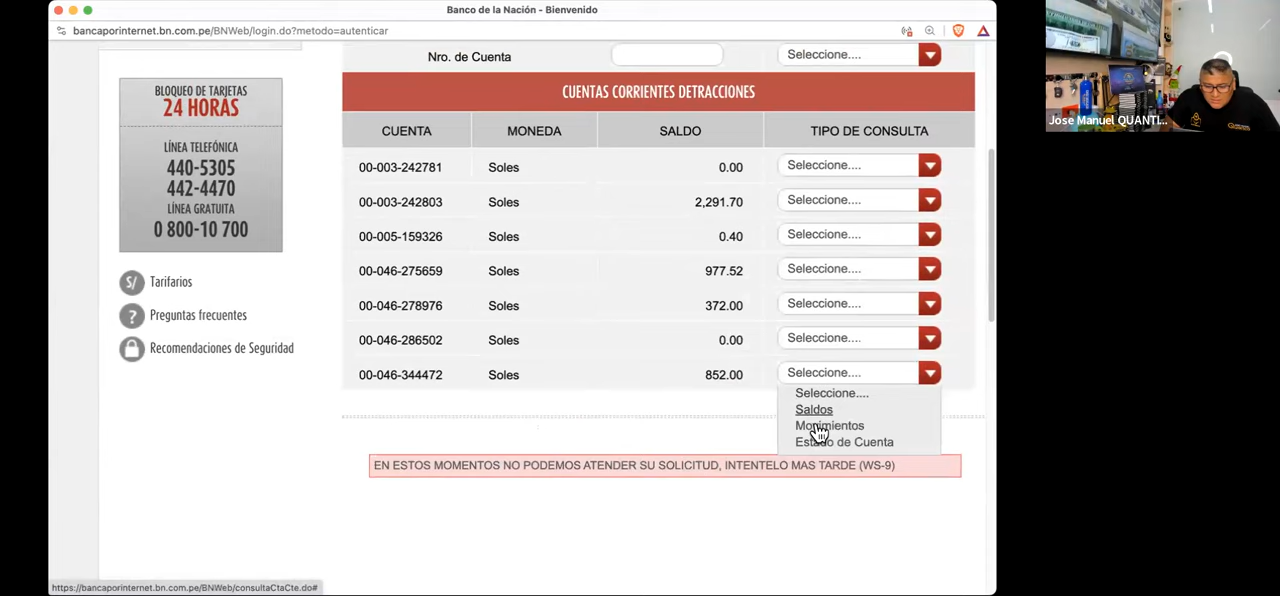 Banco de la Nación - Bienvenido
bancaporinternet.bn.com.pe/BNWeb/login.do?metodo=autenticar
Nro. de Cuenta Seleccione....
BLOQUEO DE TARJETAS
24 HORAS
LÍNEA TELEFÓNICA
440-5305
442-4470
LÍNEA GRATUITA
0 800-10 700
S/ Tarifarios
? Preguntas frecuentes
Recomendaciones de Seguridad
CUENTAS CORRIENTES DETRACCIONES
CUENTA MONEDA SALDO TIPO DE CONSULTA
00-003-242781 Soles 0.00 Seleccione....
00-003-242803 Soles 2,291.70 Seleccione....
00-005-159326 Soles 0.40 Seleccione....
00-046-275659 Soles 977.52 Seleccione....
00-046-278976 Soles 372.00 Seleccione....
00-046-286502 Soles 0.00 Seleccione....
00-046-344472 Soles 852.00 Seleccione....
Seleccione....
Saldos
Movimientos
Estado de Cuenta
EN ESTOS MOMENTOS NO PODEMOS ATENDER SU SOLICITUD, INTENTELO MAS TARDE (WS-9)
https://bancaporinternet.bn.com.pe/BNWeb/consultaCtaCte.do#
Jose Manuel QUANTI...